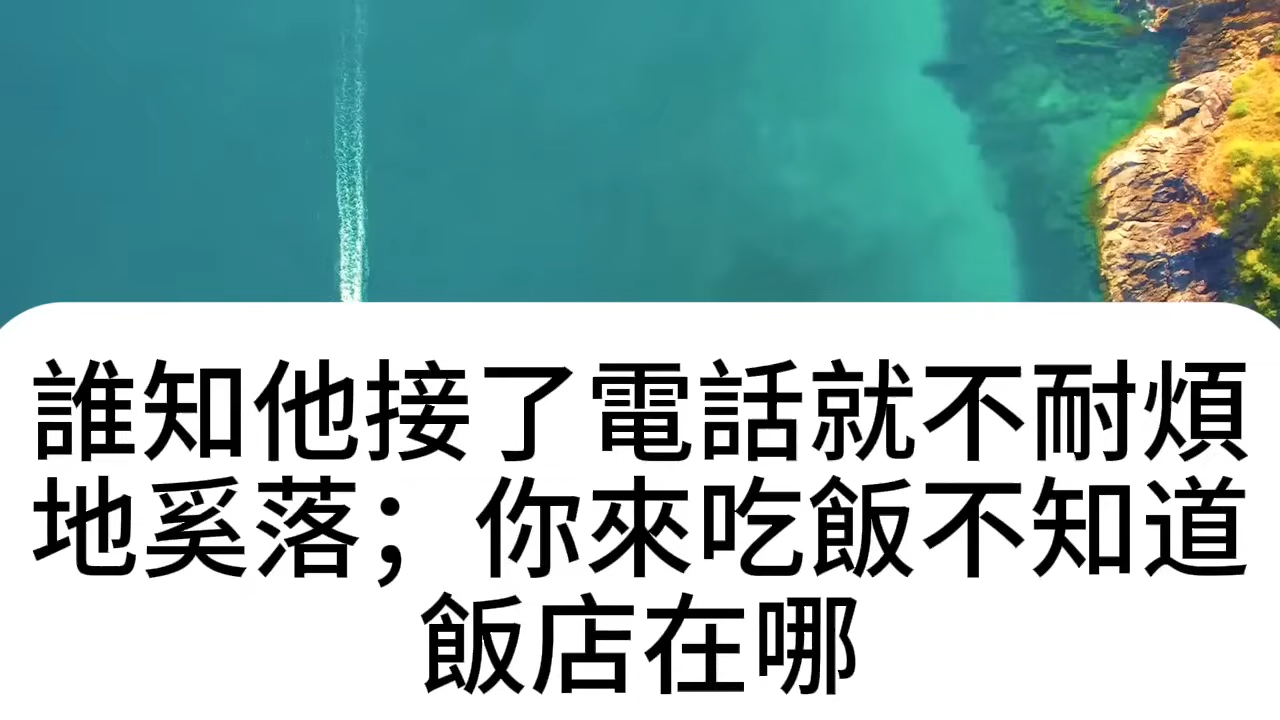 誰知他接了電話就不耐煩
地奚落；你來吃飯不知道
飯店在哪